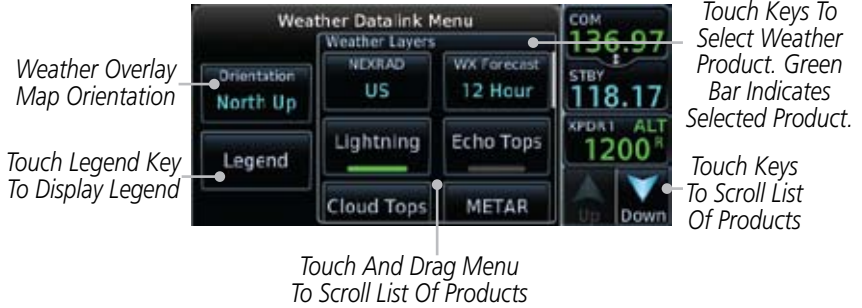 Weather Overlay
Map Orientation
Touch Legend Key
To Display Legend
Weather Datalink Menu
Weather Layers
Orientation
North Up
Legend
NEXRAD
US
WX Forecast
12 Hour
Lightning
Echo Tops
Cloud Tops
METAR
COM
136.97
STBY
118.17
XPDR1 ALT
1200 R
Up
Down
Touch Keys To
Select Weather
Product. Green
Bar Indicates
Selected Product.
Touch Keys
To Scroll List
Of Products
Touch And Drag Menu
To Scroll List Of Products